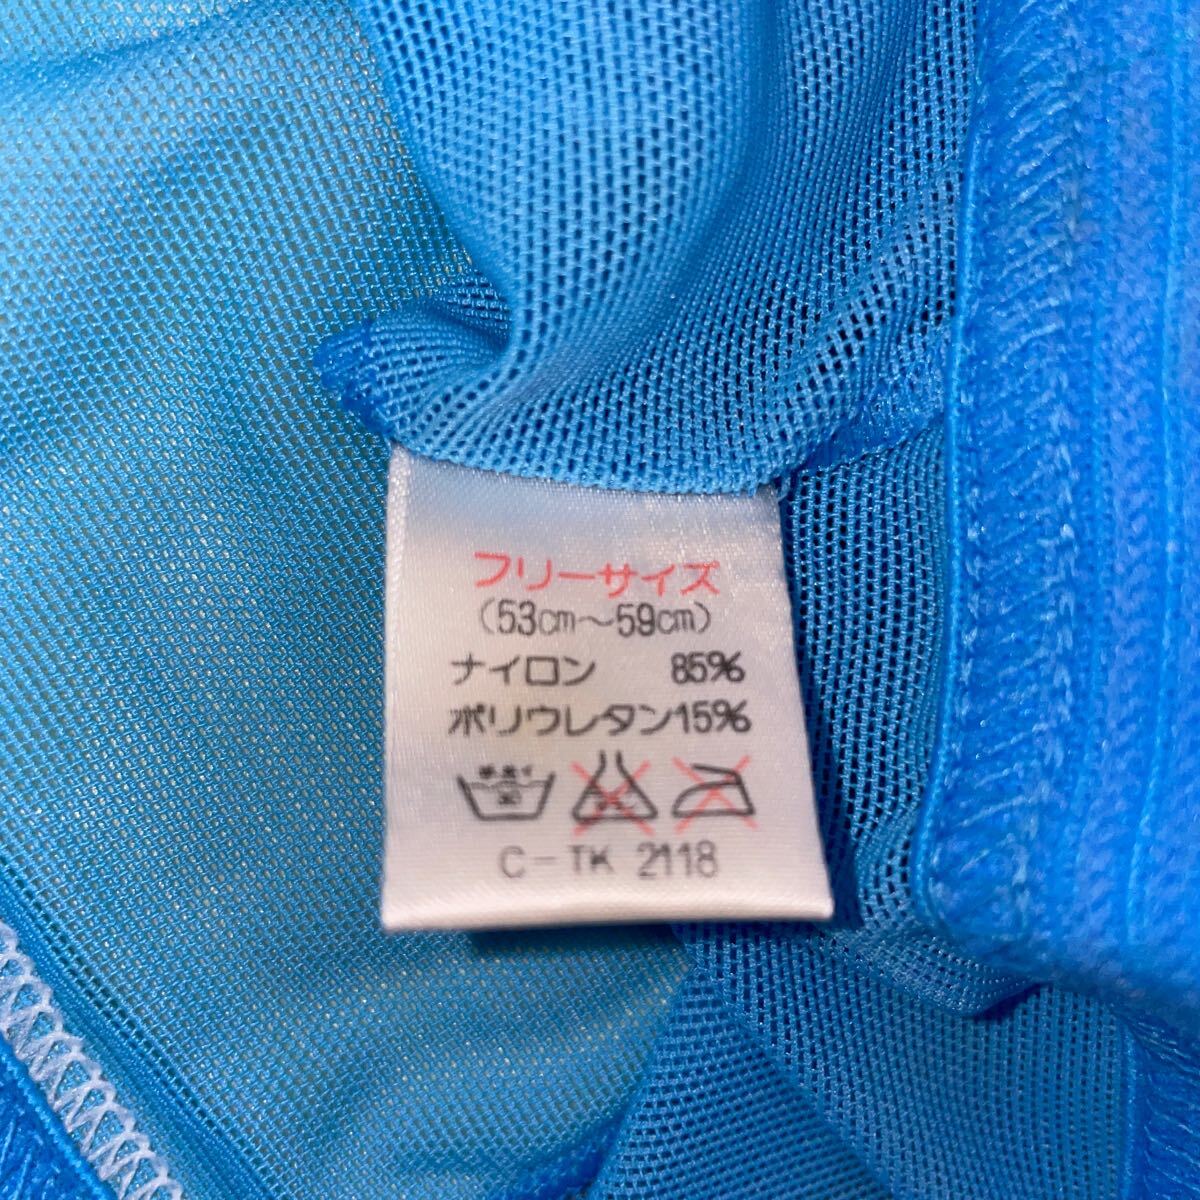 フリーサイズ
(53cm〜59cm)
ナイロン 85%
ポリウレタン15%
C-TK 2118